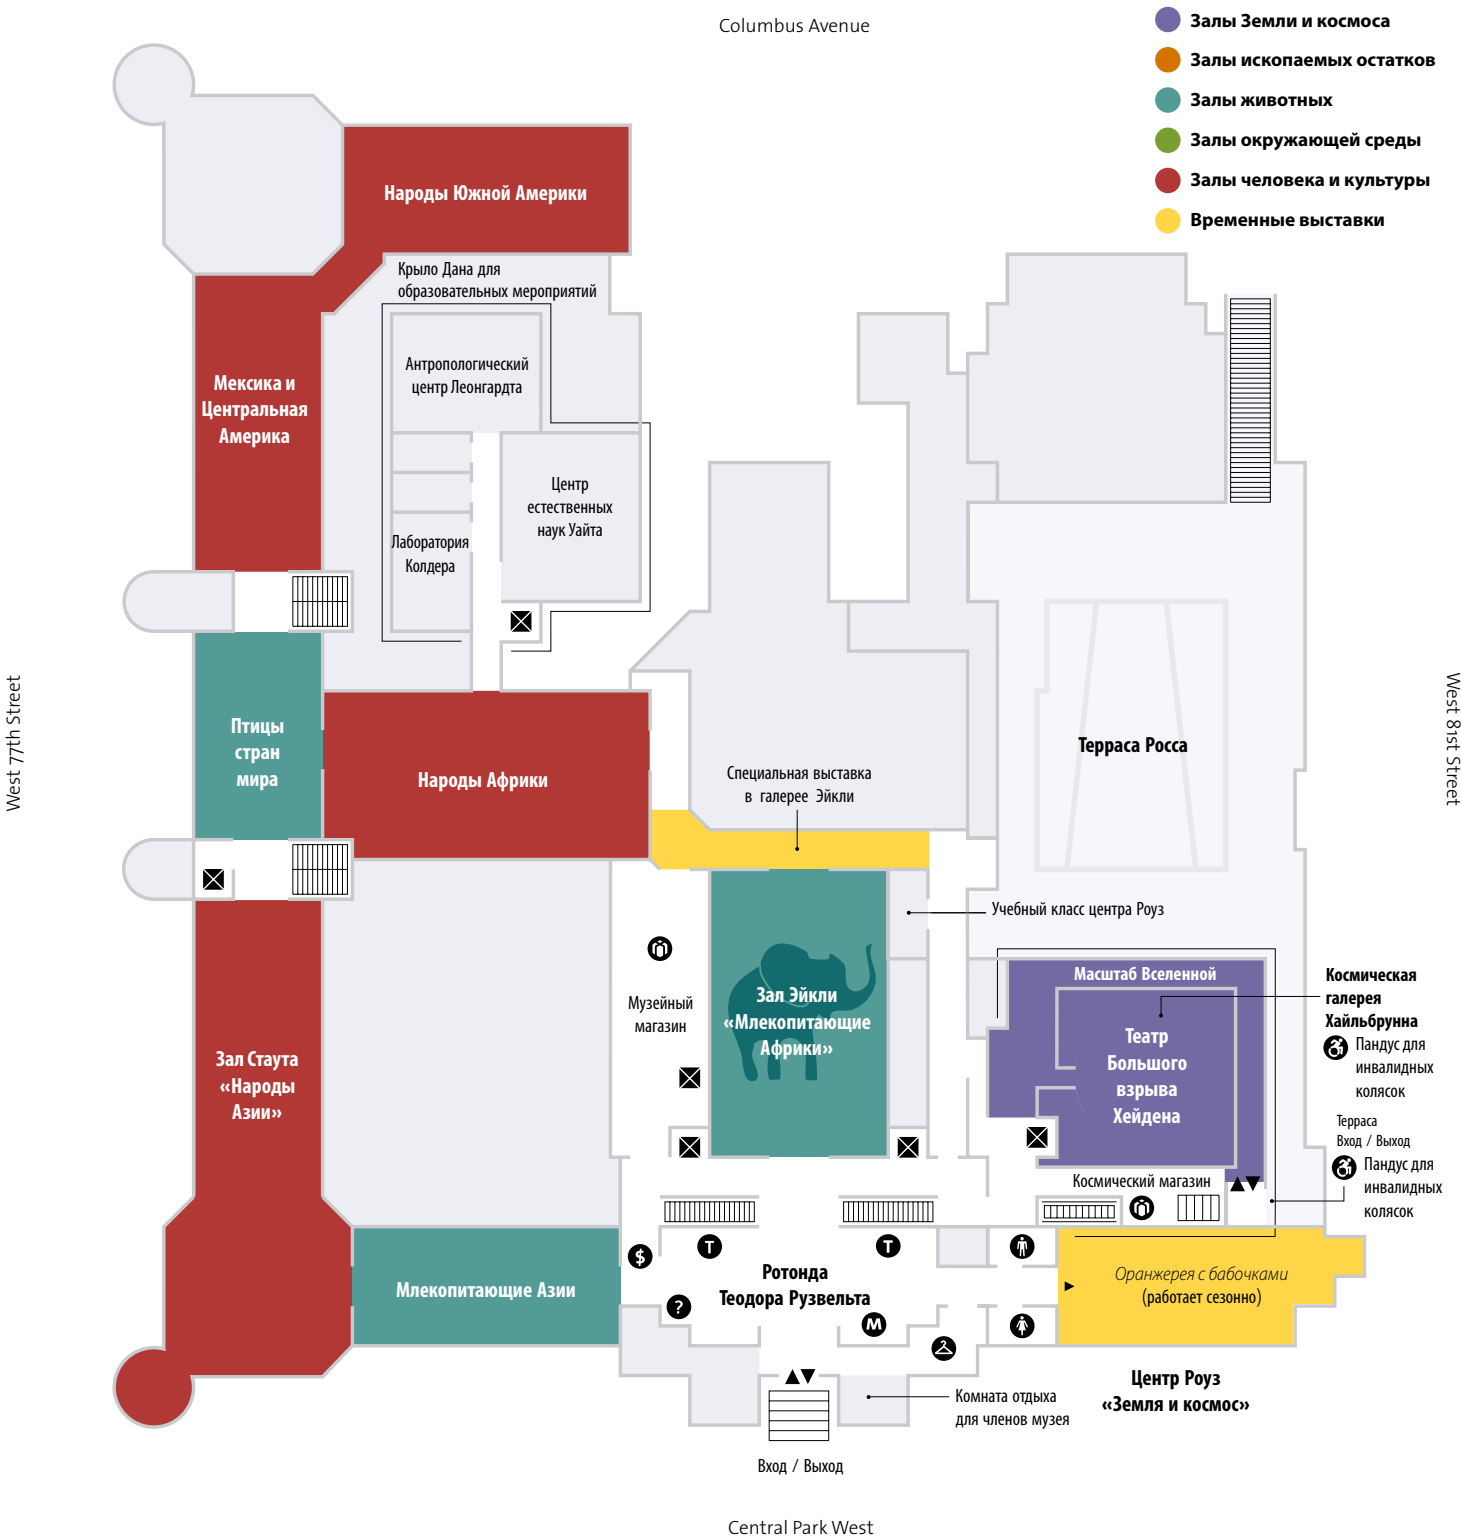 Columbus Avenue
Залы Земли и космоса
Залы ископаемых остатков
Залы животных
Залы окружающей среды
Залы человека и культуры
Временные выставки
Народы Южной Америки
Крыло Дана для
образовательных мероприятий
Антропологический
центр Леонгардта
Мексика и
Центральная
Америка
Центр
естественных
наук Уайта
Лаборатория
Колдера
West 77th Street
West 81st Street
Птицы
стран
мира
Народы Африки
Терраса Росса
Специальная выставка
в галерее Эйкли
Учебный класс центра Роуз
Музейный
магазин
Зал Эйкли
«Млекопитающие
Африки»
Масштаб Вселенной
Театр
Большого
взрыва
Хейдена
Космическая
галерея
Хайльбрунна
Пандус для
инвалидных
колясок
Терраса
Вход / Выход
Пандус для
инвалидных
колясок
Зал Стаута
«Народы
Азии»
Космический магазин
$
T
T
?
M
Ротонда
Теодора Рузвельта
Млекопитающие Азии
Оранжерея с бабочками
(работает сезонно)
Центр Роуз
«Земля и космос»
Комната отдыха
для членов музея
Вход / Выход
Central Park West